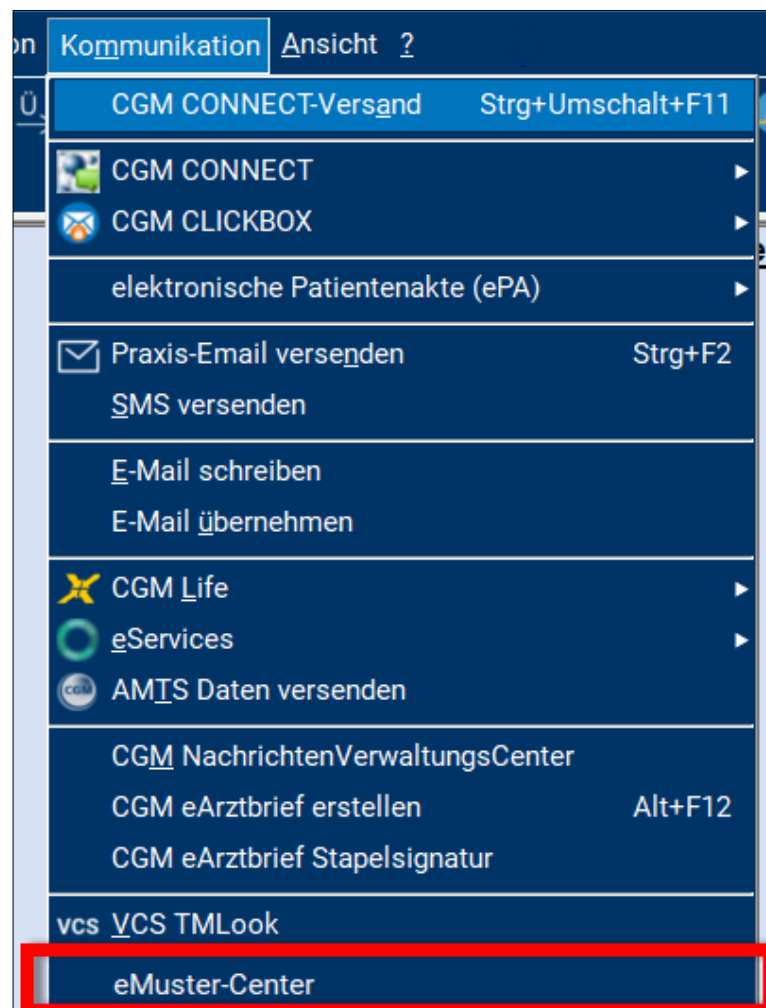 on Kommunikation Ansicht ?
Ü
CGM CONNECT-Versand Strg+Umschalt+F11
CGM CONNECT
CGM CLICKBOX
elektronische Patientenakte (ePA)
Praxis-Email versenden Strg+F2
SMS versenden
E-Mail schreiben
E-Mail übernehmen
CGM Life
eServices
CGM AMTS Daten versenden
CGM NachrichtenVerwaltungsCenter
CGM eArztbrief erstellen Alt+F12
CGM eArztbrief Stapelsignatur
vcs VCS TMLook
eMuster-Center